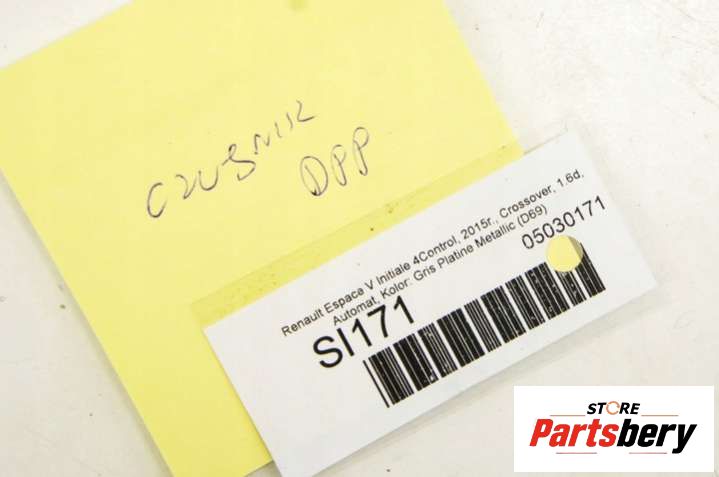 CZUJNIK
DPP
Renault Espace V Initiale 4Control, 2015r., Crossover, 1.6d,
Automat, Kolor: Gris Platine Metallic (D69)
05030171
SI171
STORE
Partsbery